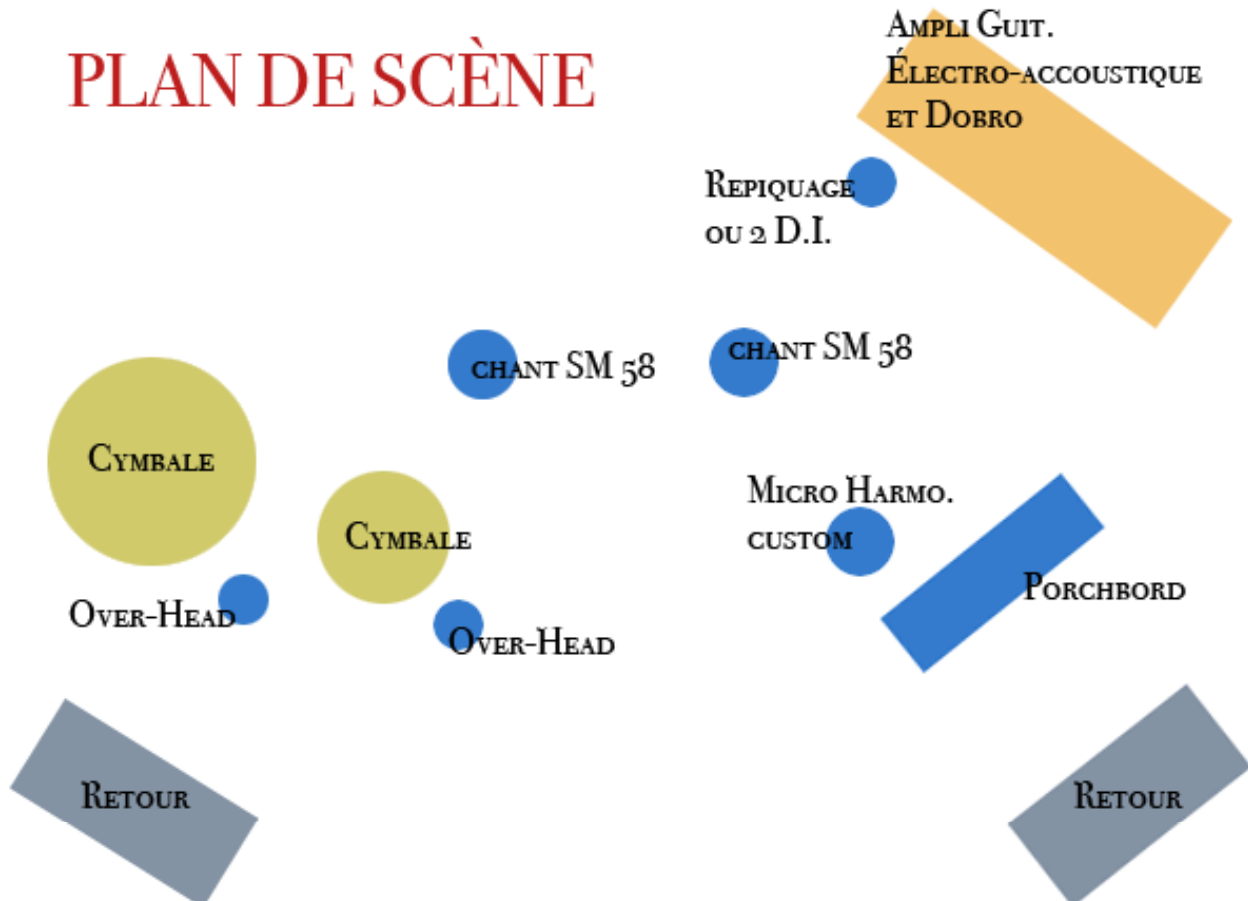 PLAN DE SCÈNE
Ampli Guit.
Électro-accoustique
et Dobro
Repiquage
ou 2 D.I.
chant SM 58
chant SM 58
Cymbale
Cymbale
Micro Harmo.
custom
Porchbord
Over-Head
Over-Head
Retour
Retour